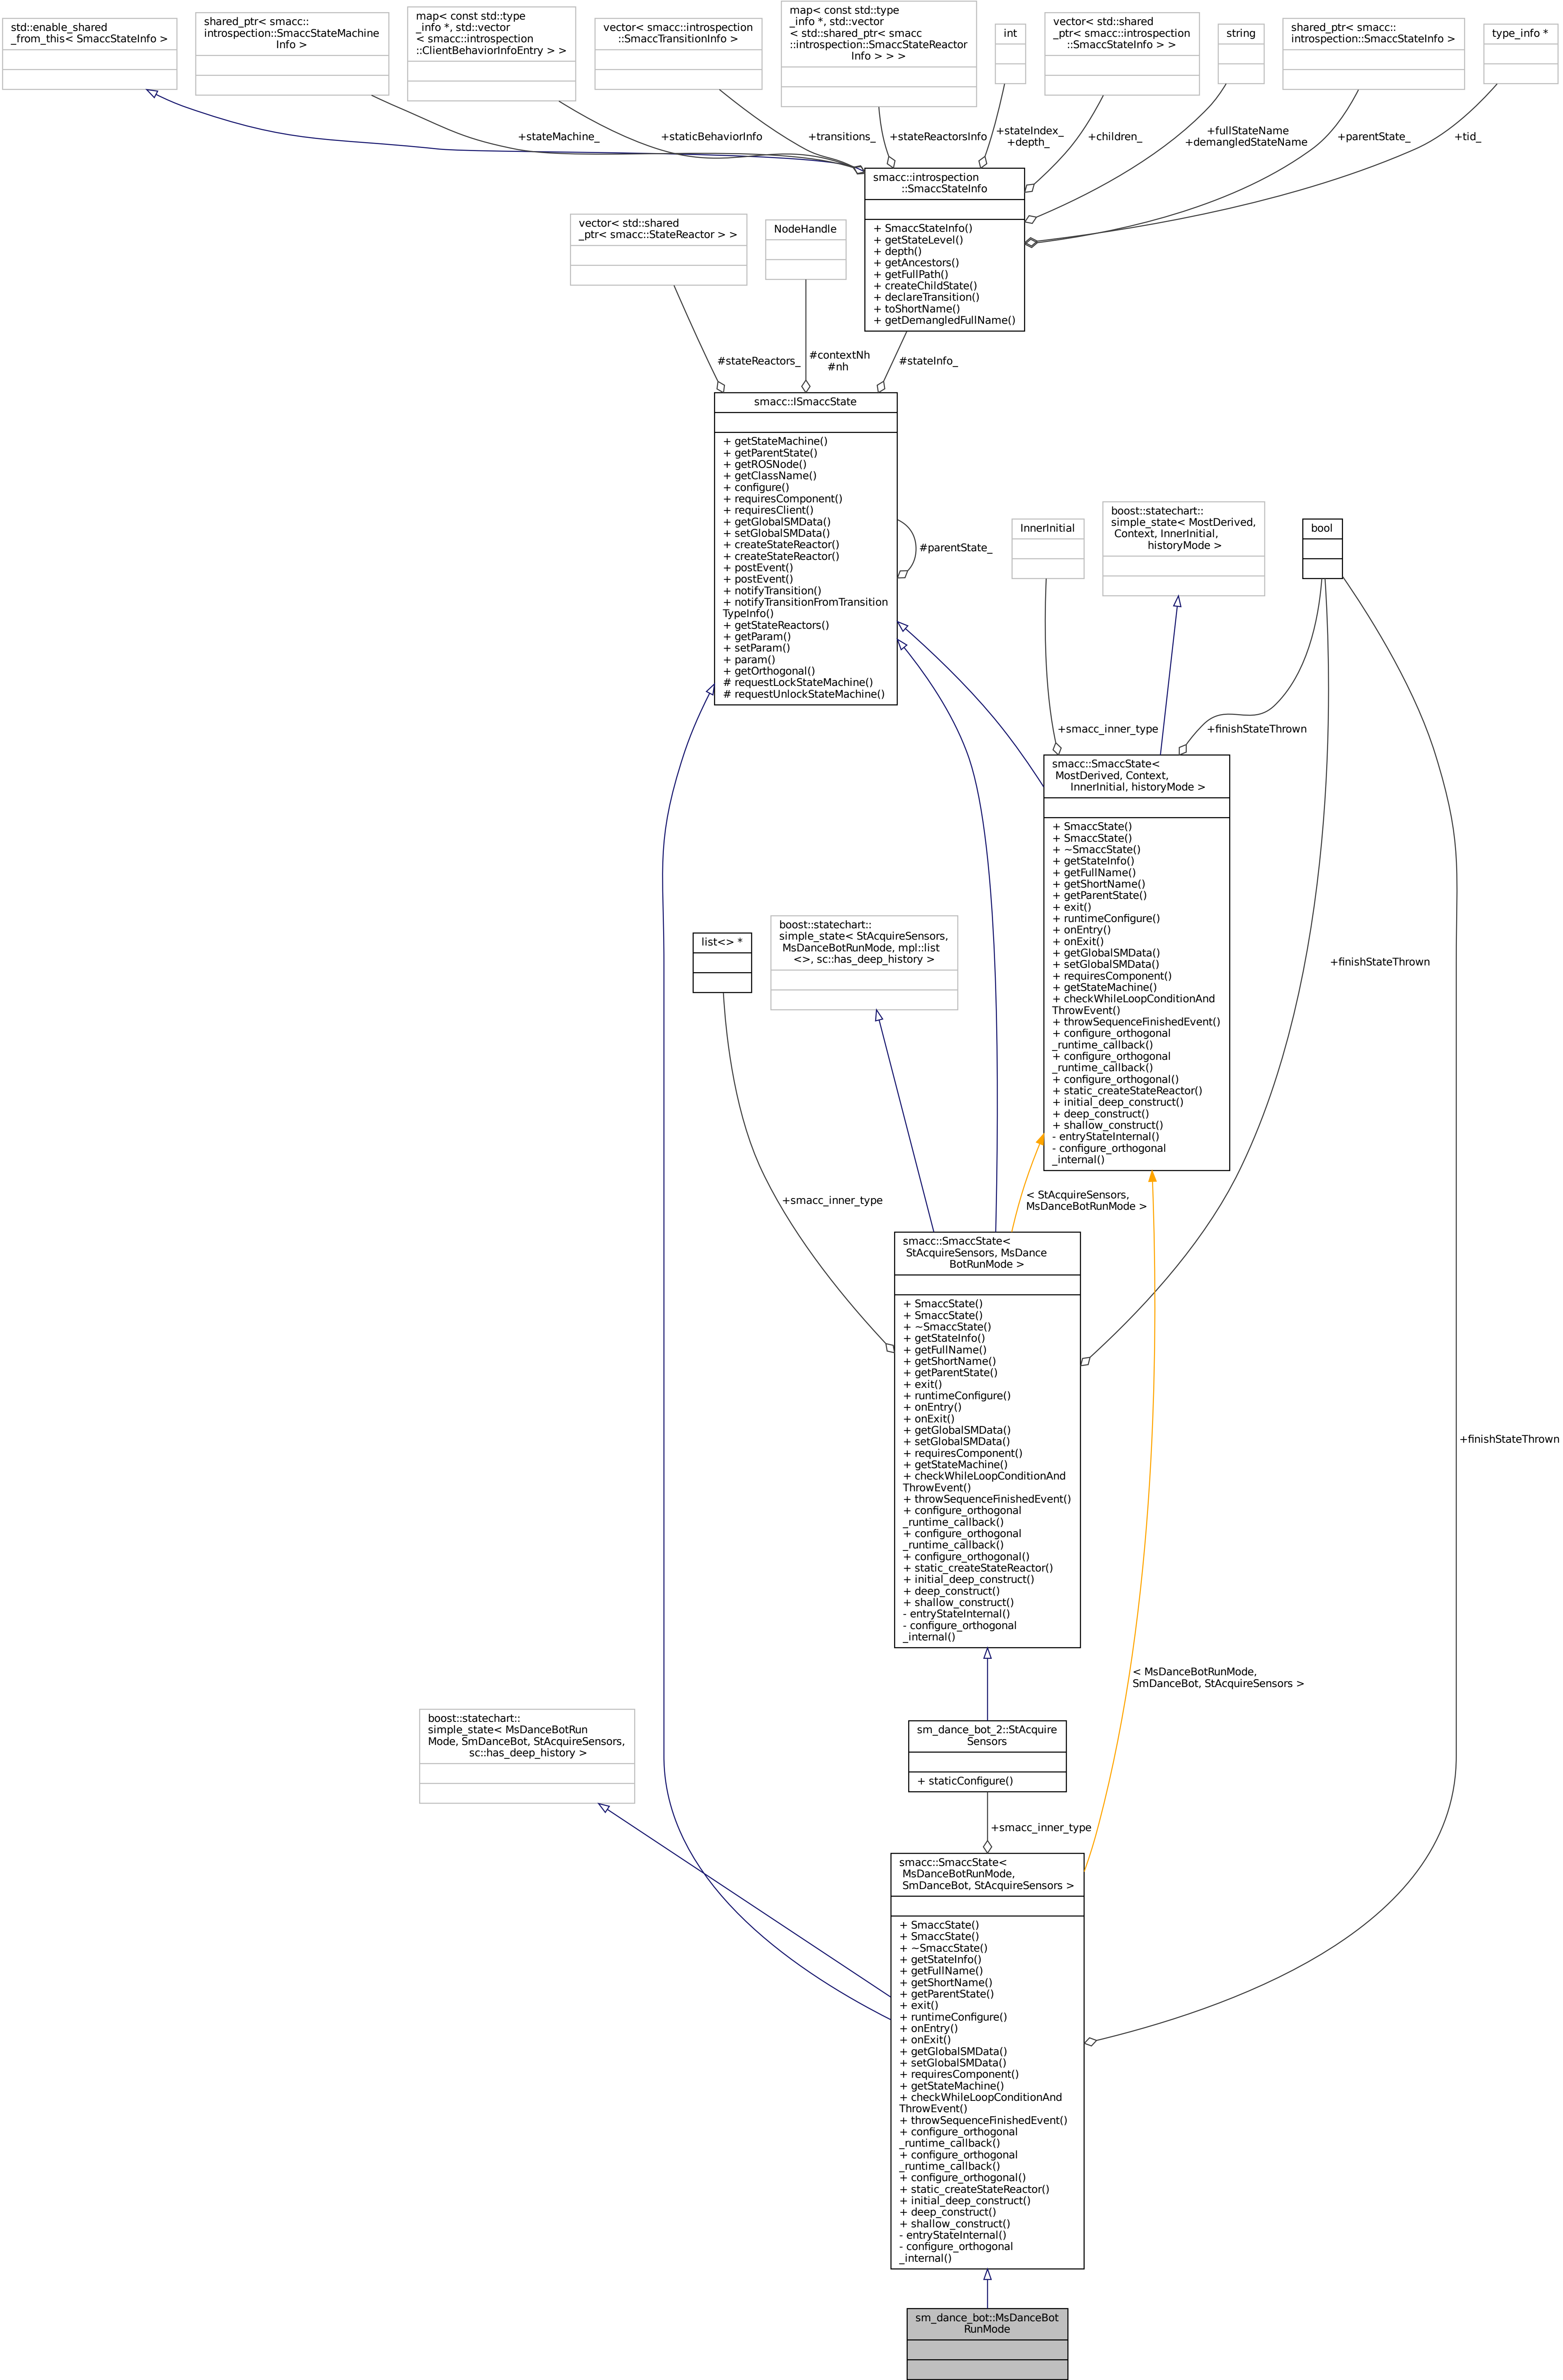 std::enable_shared
_from_this< SmaccStateInfo >
shared_ptr< smacc::
introspection::SmaccStateMachine
Info >
map< const std::type
_info *, std::vector
< smacc::introspection
::ClientBehaviorInfoEntry > >
vector< smacc::introspection
::SmaccTransitionInfo >
map< const std::type
_info *, std::vector
< std::shared_ptr< smacc
::introspection::SmaccStateReactor
Info > > >
int
vector< std::shared
_ptr< smacc::introspection
::SmaccStateInfo > >
string
shared_ptr< smacc::
introspection::SmaccStateInfo >
type_info *
+stateMachine_
+staticBehaviorInfo
+transitions_
+stateReactorsInfo
+stateIndex_
+depth_
+children_
+fullStateName
+demangledStateName
+parentState_
+tid_
smacc::introspection
::SmaccStateInfo
+ SmaccStateInfo()
+ getStateLevel()
+ depth()
+ getAncestors()
+ getFullPath()
+ createChildState()
+ declareTransition()
+ toShortName()
+ getDemangledFullName()
vector< std::shared
_ptr< smacc::StateReactor > >
NodeHandle
#stateReactors_
#contextNh
#nh
#stateInfo_
smacc::ISmaccState
+ getStateMachine()
+ getParentState()
+ getROSNode()
+ getClassName()
+ configure()
+ requiresComponent()
+ requiresClient()
+ getGlobalSMData()
+ setGlobalSMData()
+ createStateReactor()
+ createStateReactor()
+ postEvent()
+ postEvent()
+ notifyTransition()
+ notifyTransitionFromTransition
TypeInfo()
+ getStateReactors()
+ getParam()
+ setParam()
+ param()
+ getOrthogonal()
# requestLockStateMachine()
# requestUnlockStateMachine()
#parentState_
InnerInitial
boost::statechart::
simple_state< MostDerived,
Context, InnerInitial,
historyMode >
bool
+smacc_inner_type
+finishStateThrown
smacc::SmaccState<
MostDerived, Context,
InnerInitial, historyMode >
+ SmaccState()
+ SmaccState()
+ ~SmaccState()
+ getStateInfo()
+ getFullName()
+ getShortName()
+ getParentState()
+ exit()
+ runtimeConfigure()
+ onEntry()
+ onExit()
+ getGlobalSMData()
+ setGlobalSMData()
+ requiresComponent()
+ getStateMachine()
+ checkWhileLoopConditionAnd
ThrowEvent()
+ throwSequenceFinishedEvent()
+ configure_orthogonal
_runtime_callback()
+ configure_orthogonal
_runtime_callback()
+ configure_orthogonal()
+ static_createStateReactor()
+ initial_deep_construct()
+ deep_construct()
+ shallow_construct()
- entryStateInternal()
- configure_orthogonal
_internal()
list<> *
boost::statechart::
simple_state< StAcquireSensors,
MsDanceBotRunMode, mpl::list
<>, sc::has_deep_history >
+finishStateThrown
+smacc_inner_type
< StAcquireSensors,
MsDanceBotRunMode >
smacc::SmaccState<
StAcquireSensors, MsDance
BotRunMode >
+ SmaccState()
+ SmaccState()
+ ~SmaccState()
+ getStateInfo()
+ getFullName()
+ getShortName()
+ getParentState()
+ exit()
+ runtimeConfigure()
+ onEntry()
+ onExit()
+ getGlobalSMData()
+ setGlobalSMData()
+ requiresComponent()
+ getStateMachine()
+ checkWhileLoopConditionAnd
ThrowEvent()
+ throwSequenceFinishedEvent()
+ configure_orthogonal
_runtime_callback()
+ configure_orthogonal
_runtime_callback()
+ configure_orthogonal()
+ static_createStateReactor()
+ initial_deep_construct()
+ deep_construct()
+ shallow_construct()
- entryStateInternal()
- configure_orthogonal
_internal()
+finishStateThrown
< MsDanceBotRunMode,
SmDanceBot, StAcquireSensors >
boost::statechart::
simple_state< MsDanceBotRun
Mode, SmDanceBot, StAcquireSensors,
sc::has_deep_history >
sm_dance_bot_2::StAcquire
Sensors
+ staticConfigure()
+smacc_inner_type
smacc::SmaccState<
MsDanceBotRunMode,
SmDanceBot, StAcquireSensors >
+ SmaccState()
+ SmaccState()
+ ~SmaccState()
+ getStateInfo()
+ getFullName()
+ getShortName()
+ getParentState()
+ exit()
+ runtimeConfigure()
+ onEntry()
+ onExit()
+ getGlobalSMData()
+ setGlobalSMData()
+ requiresComponent()
+ getStateMachine()
+ checkWhileLoopConditionAnd
ThrowEvent()
+ throwSequenceFinishedEvent()
+ configure_orthogonal
_runtime_callback()
+ configure_orthogonal
_runtime_callback()
+ configure_orthogonal()
+ static_createStateReactor()
+ initial_deep_construct()
+ deep_construct()
+ shallow_construct()
- entryStateInternal()
- configure_orthogonal
_internal()
sm_dance_bot::MsDanceBot
RunMode